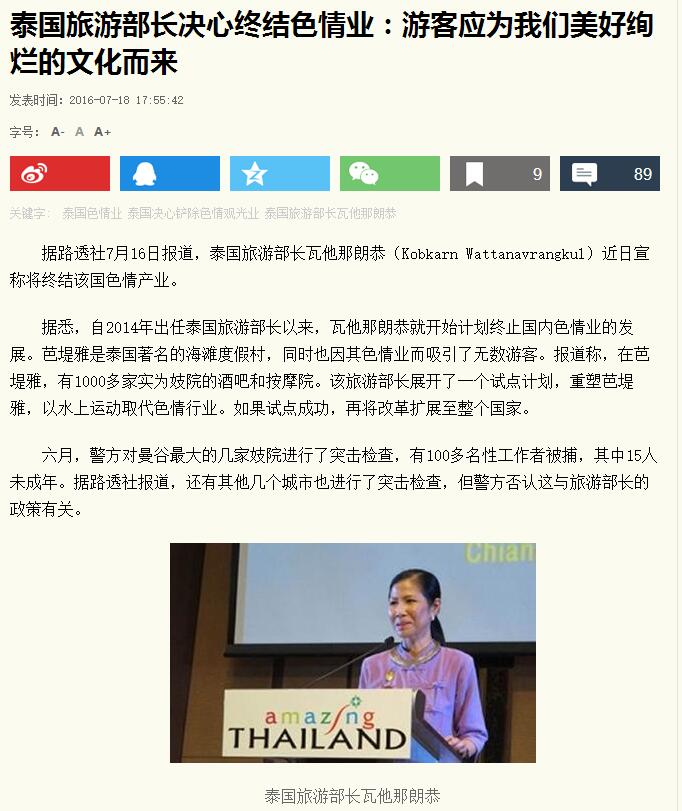 泰国旅游部长决心终结色情业：游客应为我们美好绚
烂的文化而来
发表时间：2016-07-18 17:55:42
字号： A- A A+
9
89
关键字： 泰国色情业 泰国决心铲除色情观光业 泰国旅游部长瓦他那朗恭
据路透社7月16日报道，泰国旅游部长瓦他那朗恭（Kobkarn Wattanavrangkul）近日宣
称将终结该国色情产业。
据悉，自2014年出任泰国旅游部长以来，瓦他那朗恭就开始计划终止国内色情业的发
展。芭堤雅是泰国著名的海滩度假村，同时也因其色情业而吸引了无数游客。报道称，在芭
堤雅，有1000多家实为妓院的酒吧和按摩院。该旅游部长展开了一个试点计划，重塑芭堤
雅，以水上运动取代色情行业。如果试点成功，再将改革扩展至整个国家。
六月，警方对曼谷最大的几家妓院进行了突击检查，有100多名性工作者被捕，其中15人
未成年。据路透社报道，还有其他几个城市也进行了突击检查，但警方否认这与旅游部长的
政策有关。
Chian
amazing
THAILAND
泰国旅游部长瓦他那朗恭